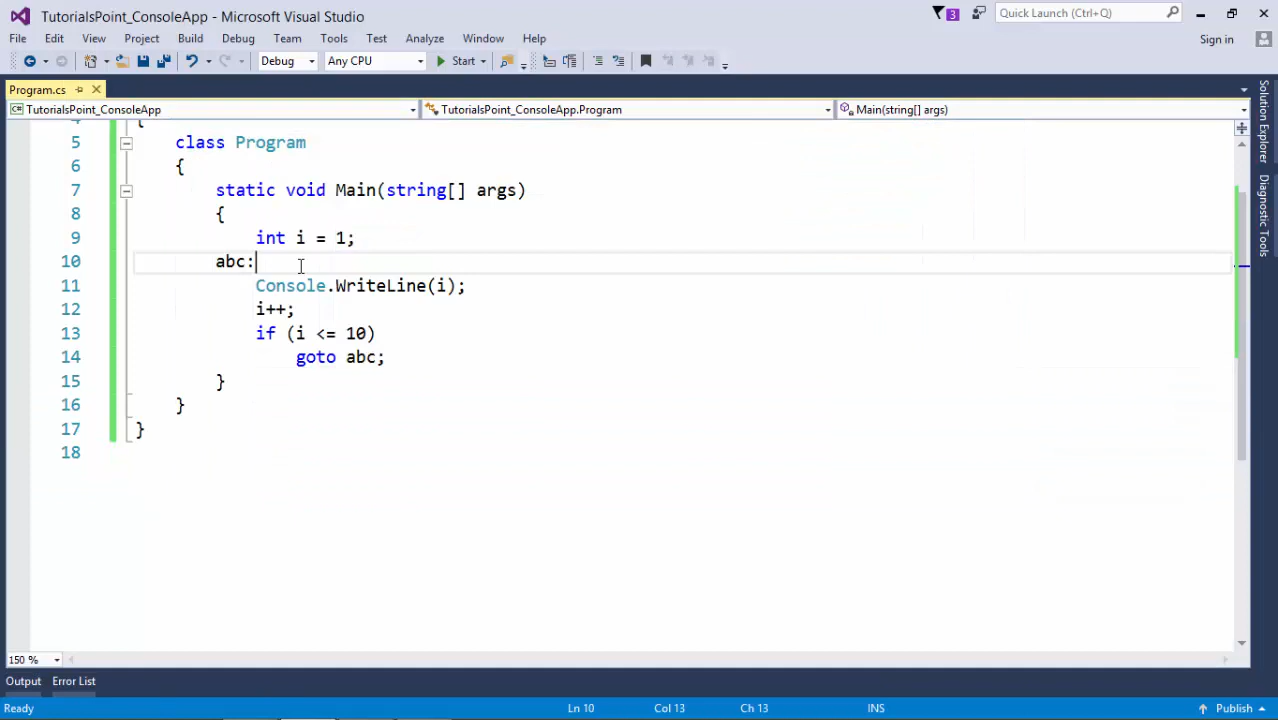 TutorialsPoint_ConsoleApp - Microsoft Visual Studio
3
Quick Launch (Ctrl+Q)
File Edit View Project Build Debug Team Tools Test Analyze Window Help
Sign in
Debug Any CPU Start
Program.cs
TutorialsPoint_ConsoleApp TutorialsPoint_ConsoleApp.Program Main(string[] args)
5 class Program
6 {
7 static void Main(string[] args)
8 {
9 int i = 1;
10 abc:
11 Console.WriteLine(i);
12 i++;
13 if (i <= 10)
14 goto abc;
15 }
16 }
17 }
18
Solution Explorer
Diagnostic Tools
150 %
Output Error List
Ready Ln 10 Col 13 Ch 13 INS Publish